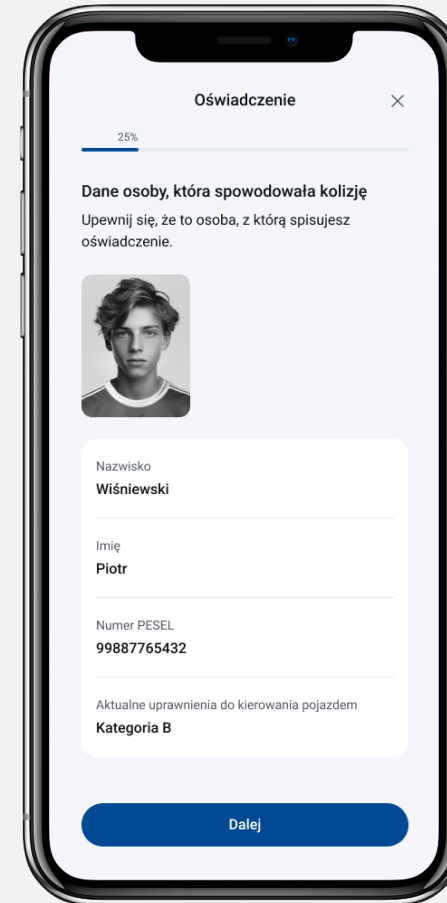 Oświadczenie
25%
Dane osoby, która spowodowała kolizję
Upewnij się, że to osoba, z którą spisujesz
oświadczenie.
Nazwisko
Wiśniewski
Imię
Piotr
Numer PESEL
99887765432
Aktualne uprawnienia do kierowania pojazdem
Kategoria B
Dalej